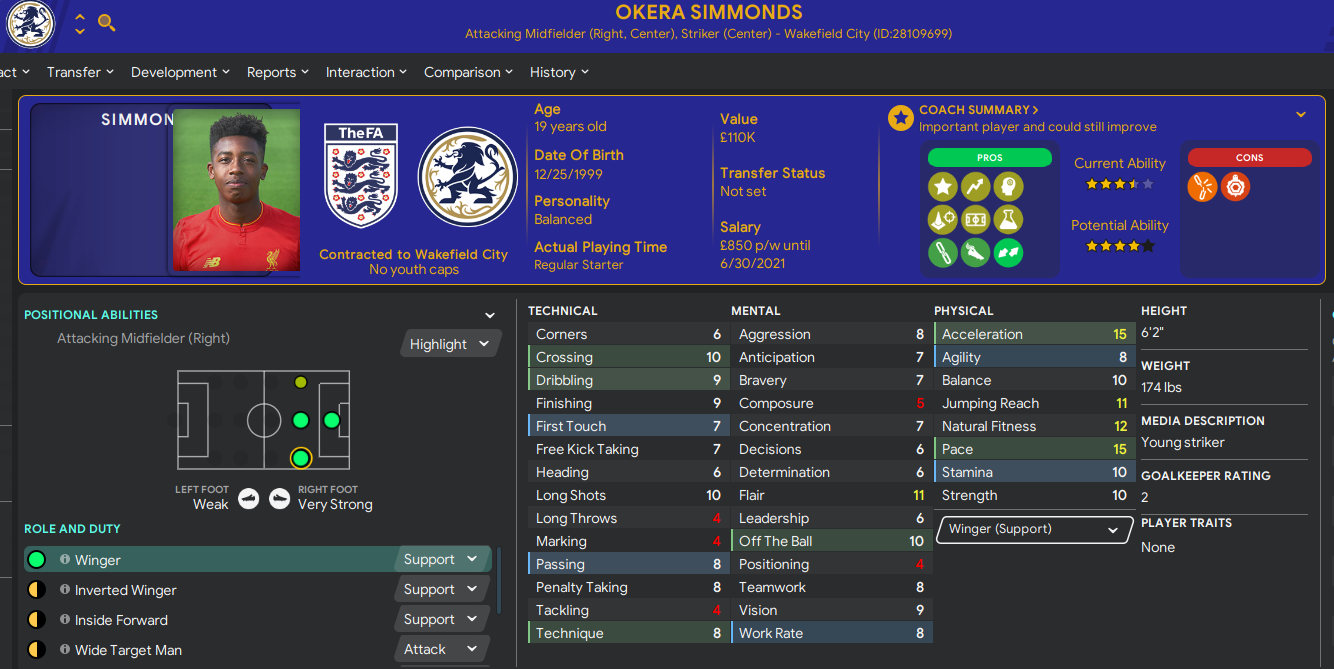 OKERA SIMMONDS
Attacking Midfielder (Right, Center), Striker (Center) - Wakefield City (ID:28109699)
act Transfer Development Reports Interaction Comparison History
SIMMON
The FA
Contracted to Wakefield City
No youth caps
Age
19 years old
Date Of Birth
12/25/1999
Personality
Balanced
Actual Playing Time
Regular Starter
Value
£110K
Transfer Status
Not set
Salary
£850 p/w until
6/30/2021
COACH SUMMARY >
Important player and could still improve
PROS
Current Ability
Potential Ability
CONS
POSITIONAL ABILITIES
Attacking Midfielder (Right)
Highlight
LEFT FOOT
Weak
RIGHT FOOT
Very Strong
ROLE AND DUTY
Winger Support
Inverted Winger Support
Inside Forward Support
Wide Target Man Attack
TECHNICAL
Corners 6
Crossing 10
Dribbling 9
Finishing 9
First Touch 7
Free Kick Taking 7
Heading 6
Long Shots 10
Long Throws 4
Marking 4
Passing 8
Penalty Taking 8
Tackling 4
Technique 8
MENTAL
Aggression 8
Anticipation 7
Bravery 7
Composure 5
Concentration 7
Decisions 6
Determination 6
Flair 11
Leadership 6
Off The Ball 10
Positioning 4
Teamwork 8
Vision 9
Work Rate 8
PHYSICAL
Acceleration 15
Agility 8
Balance 10
Jumping Reach 11
Natural Fitness 12
Pace 15
Stamina 10
Strength 10
Winger (Support)
HEIGHT
6'2"
WEIGHT
174 lbs
MEDIA DESCRIPTION
Young striker
GOALKEEPER RATING
2
PLAYER TRAITS
None